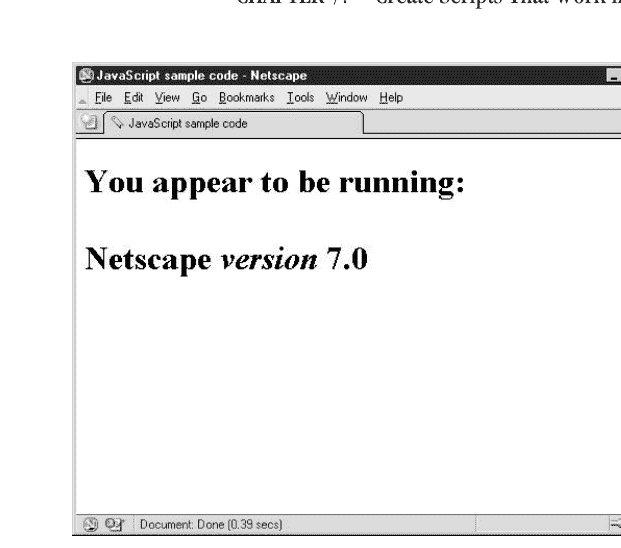 CHAPTER 7: Create Scripts That Work in
JavaScript sample code - Netscape
File Edit View Go Bookmarks Tools Window Help
JavaScript sample code
You appear to be running:
Netscape version 7.0
Document: Done (0.39 secs)